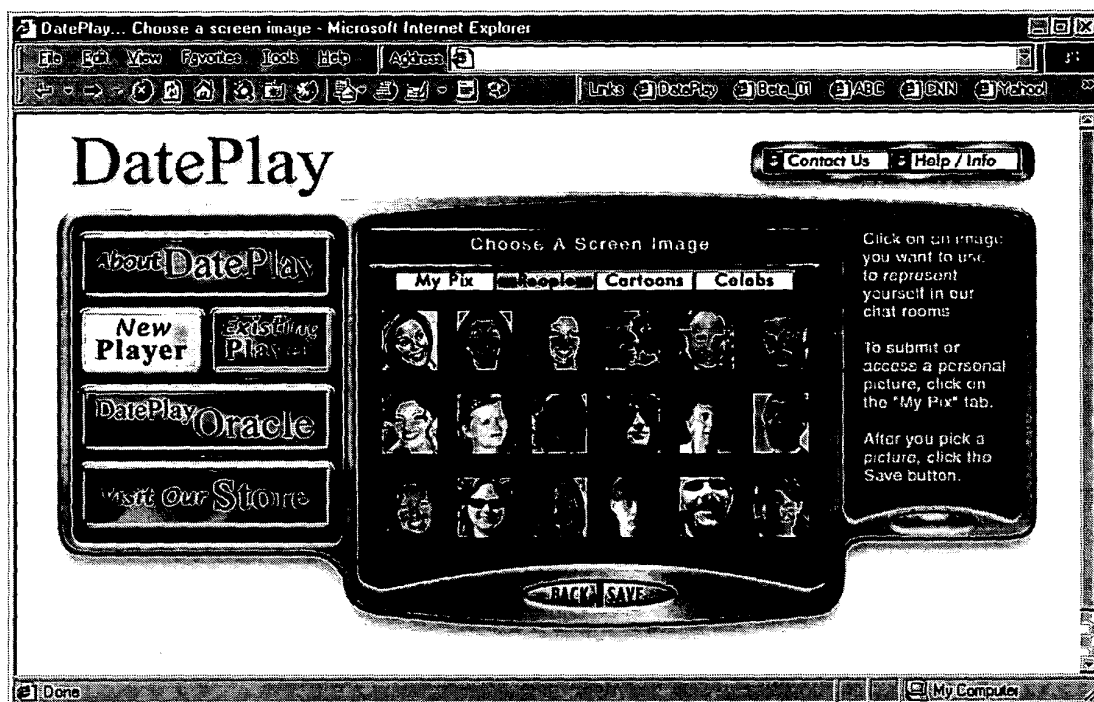 DatePlay... Choose a screen image - Microsoft Internet Explorer
File Edit View Favorites Tools Help Address
Links DatePlay Beta_01 ABC CNN Yahoo!
DatePlay
Contact Us Help / Info
About DatePlay
New Player
Existing Player
DatePlay Oracle
Visit Our Store
Choose A Screen Image
My Pix People Cartoons Celebs
BACK SAVE
Click on an image
you want to use
to represent
yourself in our
chat rooms
To submit or
access a personal
picture, click on
the "My Pix" tab.
After you pick a
picture, click the
Save button.
Done My Computer